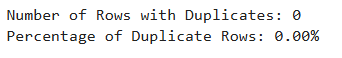 Number of Rows with Duplicates: 0
Percentage of Duplicate Rows: 0.00%